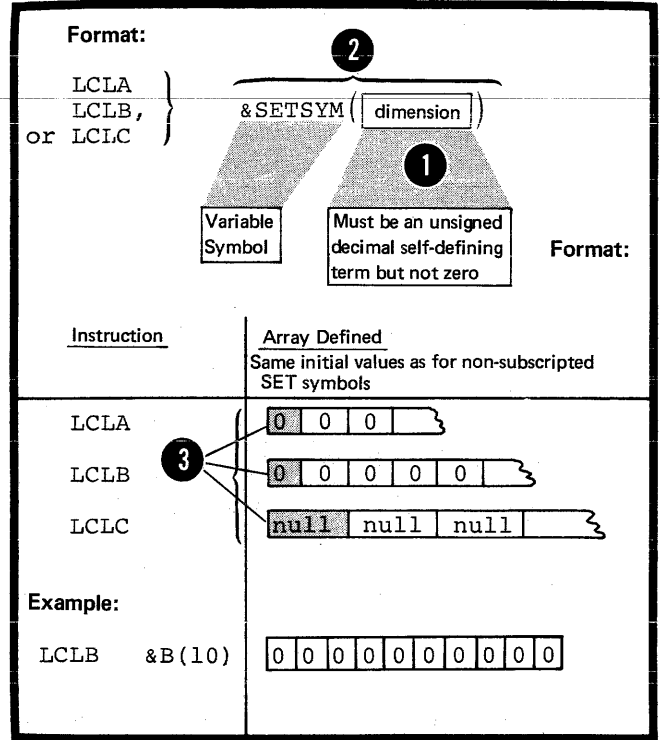 Format:
2
LCLA
LCLB,
or LCLC
&SETSYM( dimension )
1
Variable
Symbol
Must be an unsigned
decimal self-defining
term but not zero
Format:
Instruction
Array Defined
Same initial values as for non-subscripted
SET symbols
LCLA
0 0 0
3
LCLB
0 0 0 0 0
LCLC
null null null
Example:
LCLB &B(10)
0 0 0 0 0 0 0 0 0 0